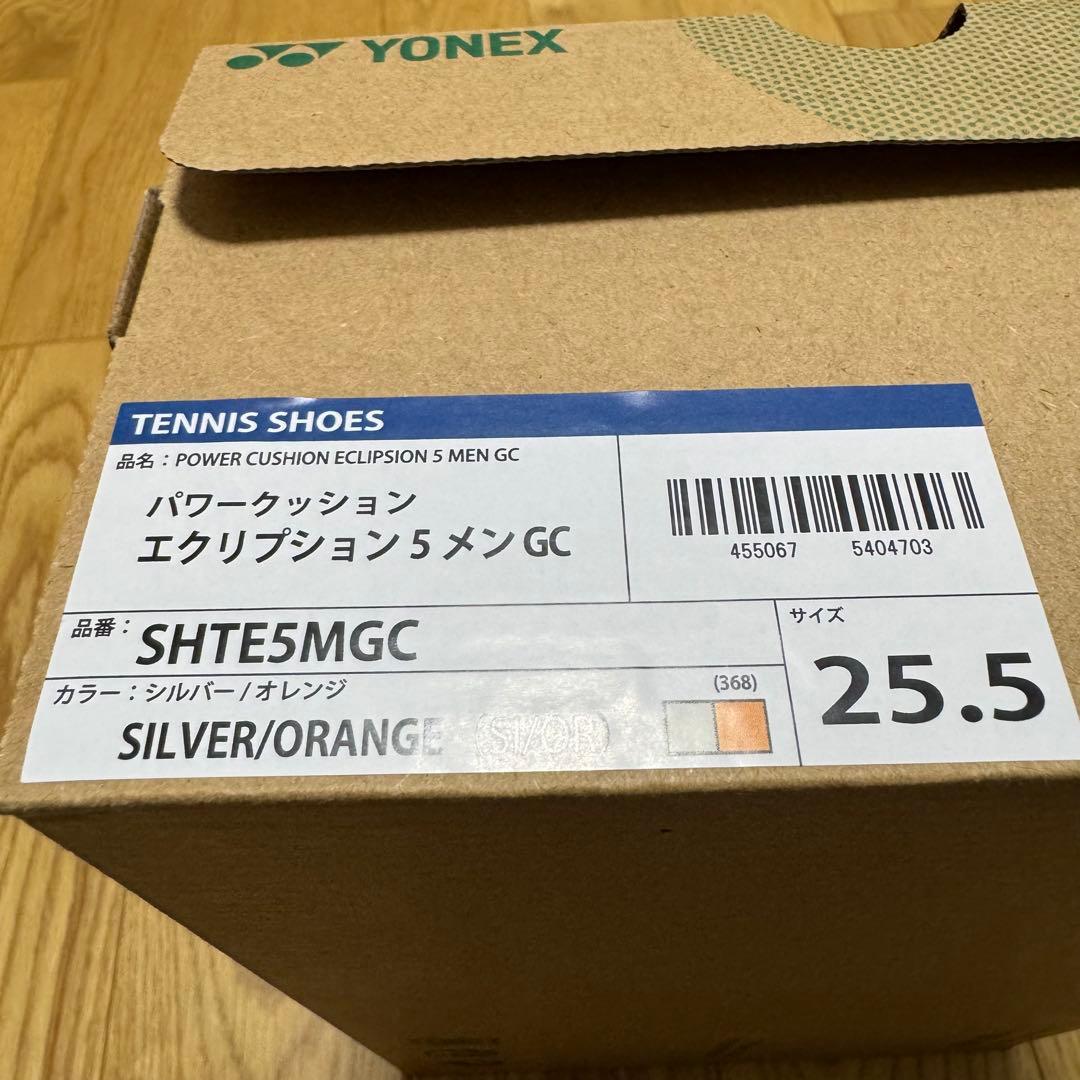 YONEX
TENNIS SHOES
品名：POWER CUSHION ECLIPSION 5 MEN GC
パワークッション
エクリプション 5 メン GC
455067 5404703
品番： SHTE5MGC
サイズ
25.5
カラー：シルバー / オレンジ
(368)
SILVER/ORANGE SI/OR